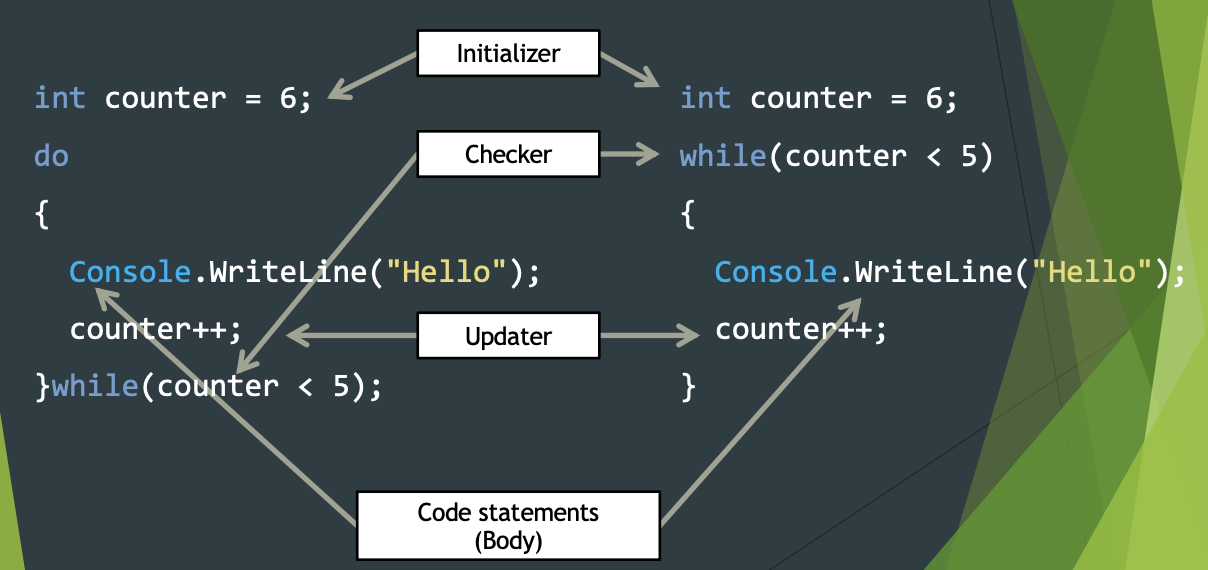 Initializer
int counter = 6;
int counter = 6;
Checker
do
while(counter < 5)
{
{
Console.WriteLine("Hello");
Console.WriteLine("Hello");
counter++;
Updater
counter++;
}while(counter < 5);
}
Code statements
(Body)